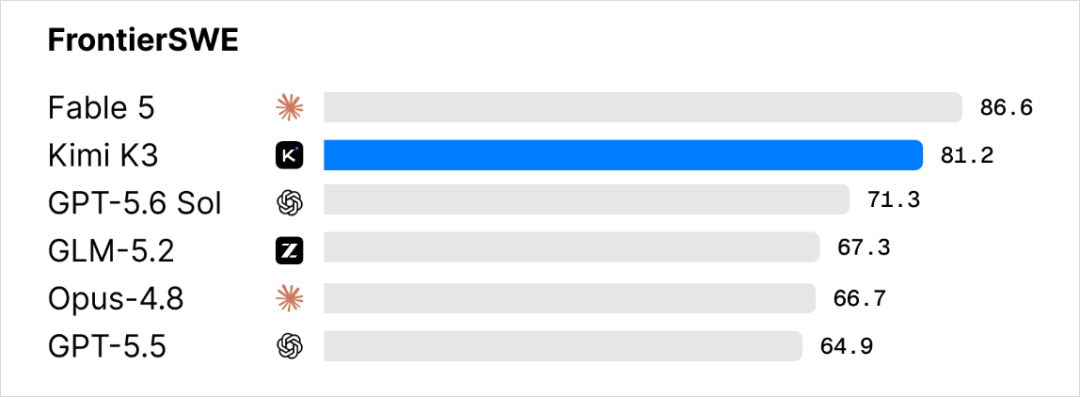 FrontierSWE
Fable 5 86.6
Kimi K3 81.2
GPT-5.6 Sol 71.3
GLM-5.2 67.3
Opus-4.8 66.7
GPT-5.5 64.9